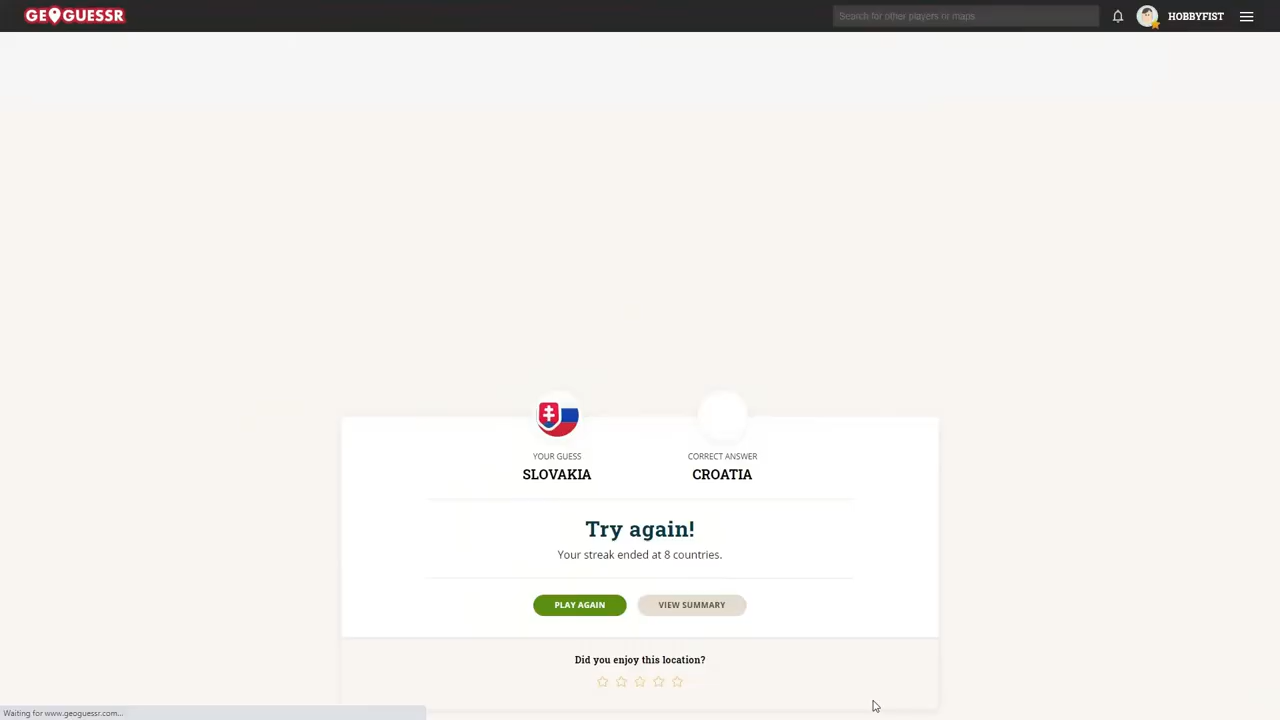 GEOGUESSR
Search for other players or maps
HOBBYFIST
YOUR GUESS
SLOVAKIA
CORRECT ANSWER
CROATIA
Try again!
Your streak ended at 8 countries.
PLAY AGAIN
VIEW SUMMARY
Did you enjoy this location?
Waiting for www.geoguessr.com...